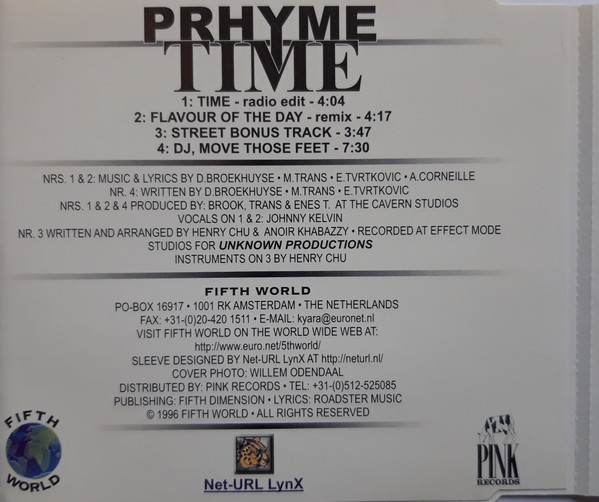 PRHYME
TIME
1: TIME - radio edit - 4:04
2: FLAVOUR OF THE DAY - remix - 4:17
3: STREET BONUS TRACK - 3:47
4: DJ, MOVE THOSE FEET - 7:30
NRS. 1 & 2: MUSIC & LYRICS BY D.BROEKHUYSE • M.TRANS • E.TVRTKOVIC • A.CORNEILLE
NR. 4: WRITTEN BY D.BROEKHUYSE • M.TRANS • E.TVRTKOVIC
NRS. 1 & 2 & 4 PRODUCED BY: BROOK, TRANS & ENES T. AT THE CAVERN STUDIOS
VOCALS ON 1 & 2: JOHNNY KELVIN
NR. 3 WRITTEN AND ARRANGED BY HENRY CHU & ANOIR KHABAZZY • RECORDED AT EFFECT MODE
STUDIOS FOR UNKNOWN PRODUCTIONS
INSTRUMENTS ON 3 BY HENRY CHU
FIFTH WORLD
PO-BOX 16917 • 1001 RK AMSTERDAM • THE NETHERLANDS
FAX: +31-(0)20-420 1511 • E-MAIL: kyara@euronet.nl
VISIT FIFTH WORLD ON THE WORLD WIDE WEB AT:
http://www.euro.net/5thworld/
SLEEVE DESIGNED BY Net-URL LynX AT http://neturl.nl/
COVER PHOTO: WILLEM ODENDAAL
DISTRIBUTED BY: PINK RECORDS • TEL: +31-(0)512-525085
PUBLISHING: FIFTH DIMENSION • LYRICS: ROADSTER MUSIC
© 1996 FIFTH WORLD • ALL RIGHTS RESERVED
FIFTH
WORLD
Net-URL LynX
PINK
RECORDS